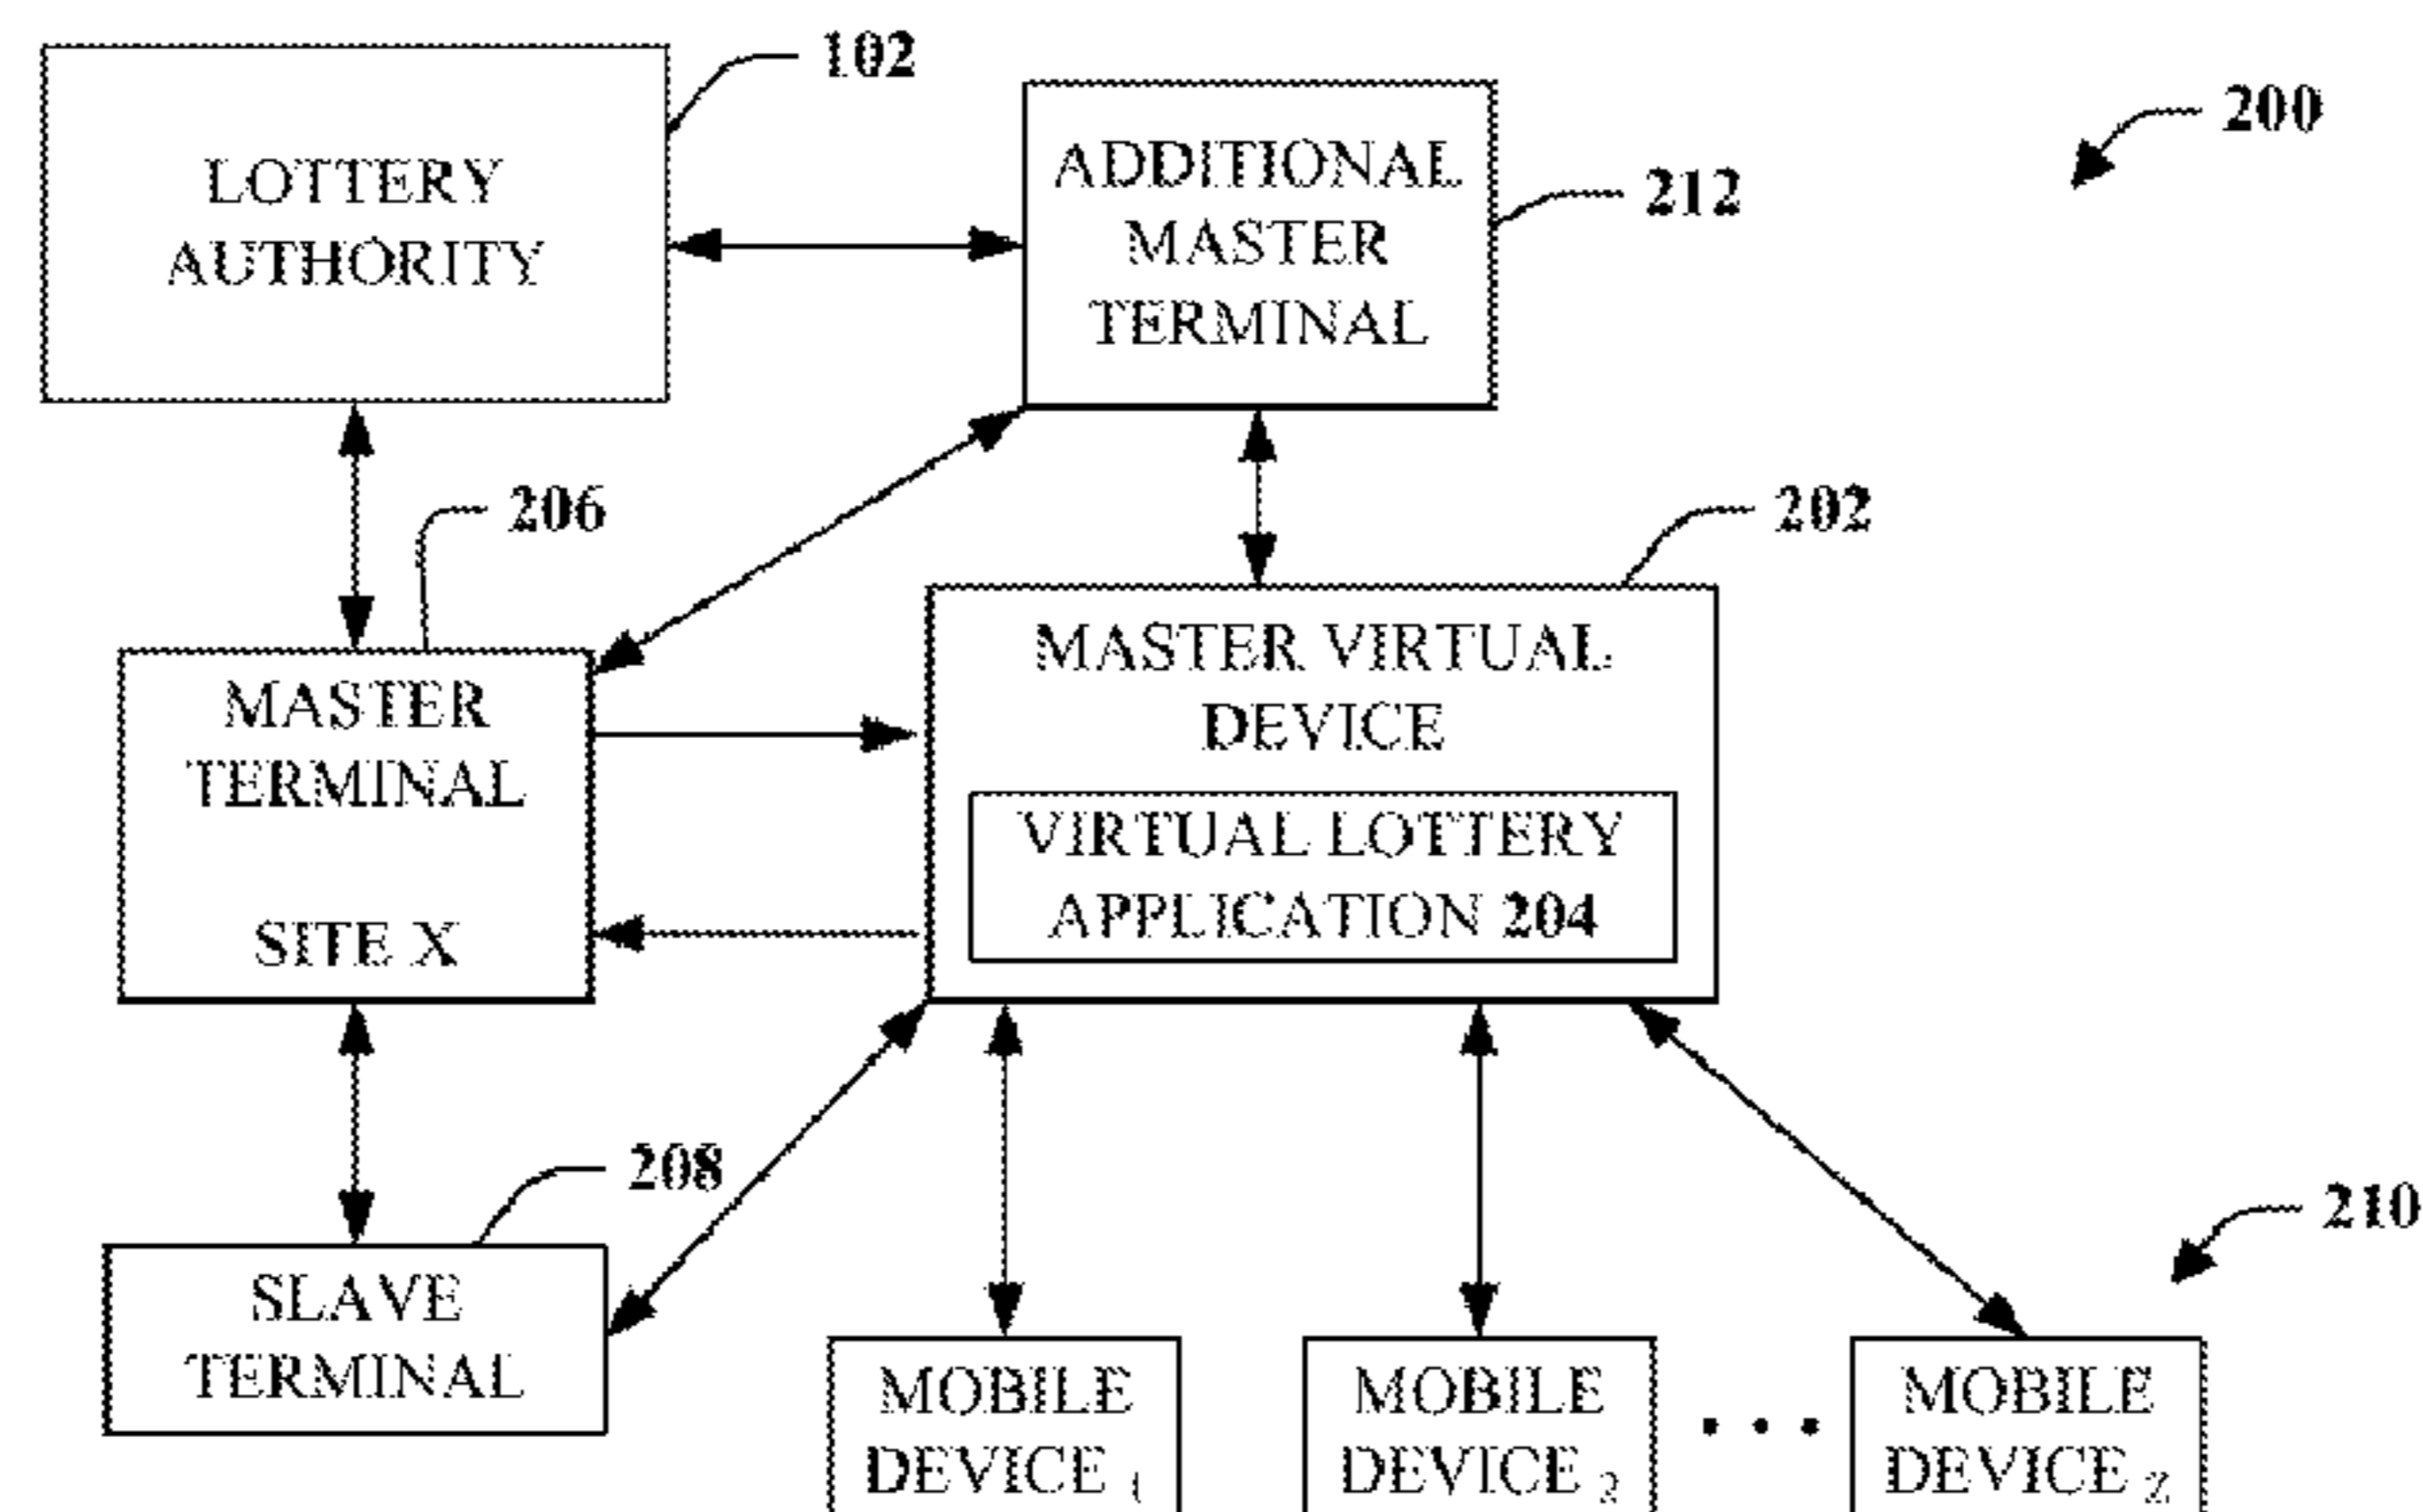 102
LOTTERY
AUTHORITY
ADDITIONAL
MASTER
TERMINAL
200
212
206
202
MASTER
TERMINAL
SITE X
MASTER VIRTUAL
DEVICE
VIRTUAL LOTTERY
APPLICATION 204
208
210
SLAVE
TERMINAL
MOBILE
DEVICE 1
MOBILE
DEVICE 2
. . .
MOBILE
DEVICE Z